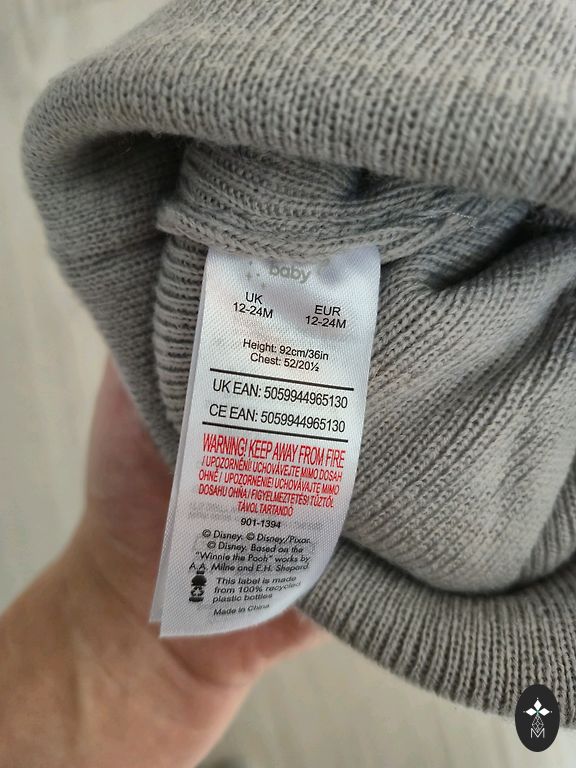 baby
UK
12-24M
EUR
12-24M
Height: 92cm/36in
Chest: 52/20½
UK EAN: 5059944965130
CE EAN: 5059944965130
WARNING! KEEP AWAY FROM FIRE
/ UPOZORNĚNÍ! UCHOVÁVEJTE MIMO DOSAH
OHNĚ / UPOZORNENIE! UCHOVÁVAJTE MIMO
DOSAHU OHŇA / FIGYELMEZTETÉS! TŰZTŐL
TÁVOL TARTANDÓ
901-1394
© Disney. © Disney/Pixar.
© Disney. Based on the
"Winnie the Pooh" works by
A.A. Milne and E.H. Shepard.
This label is made
from 100% recycled
plastic bottles
Made in China
M